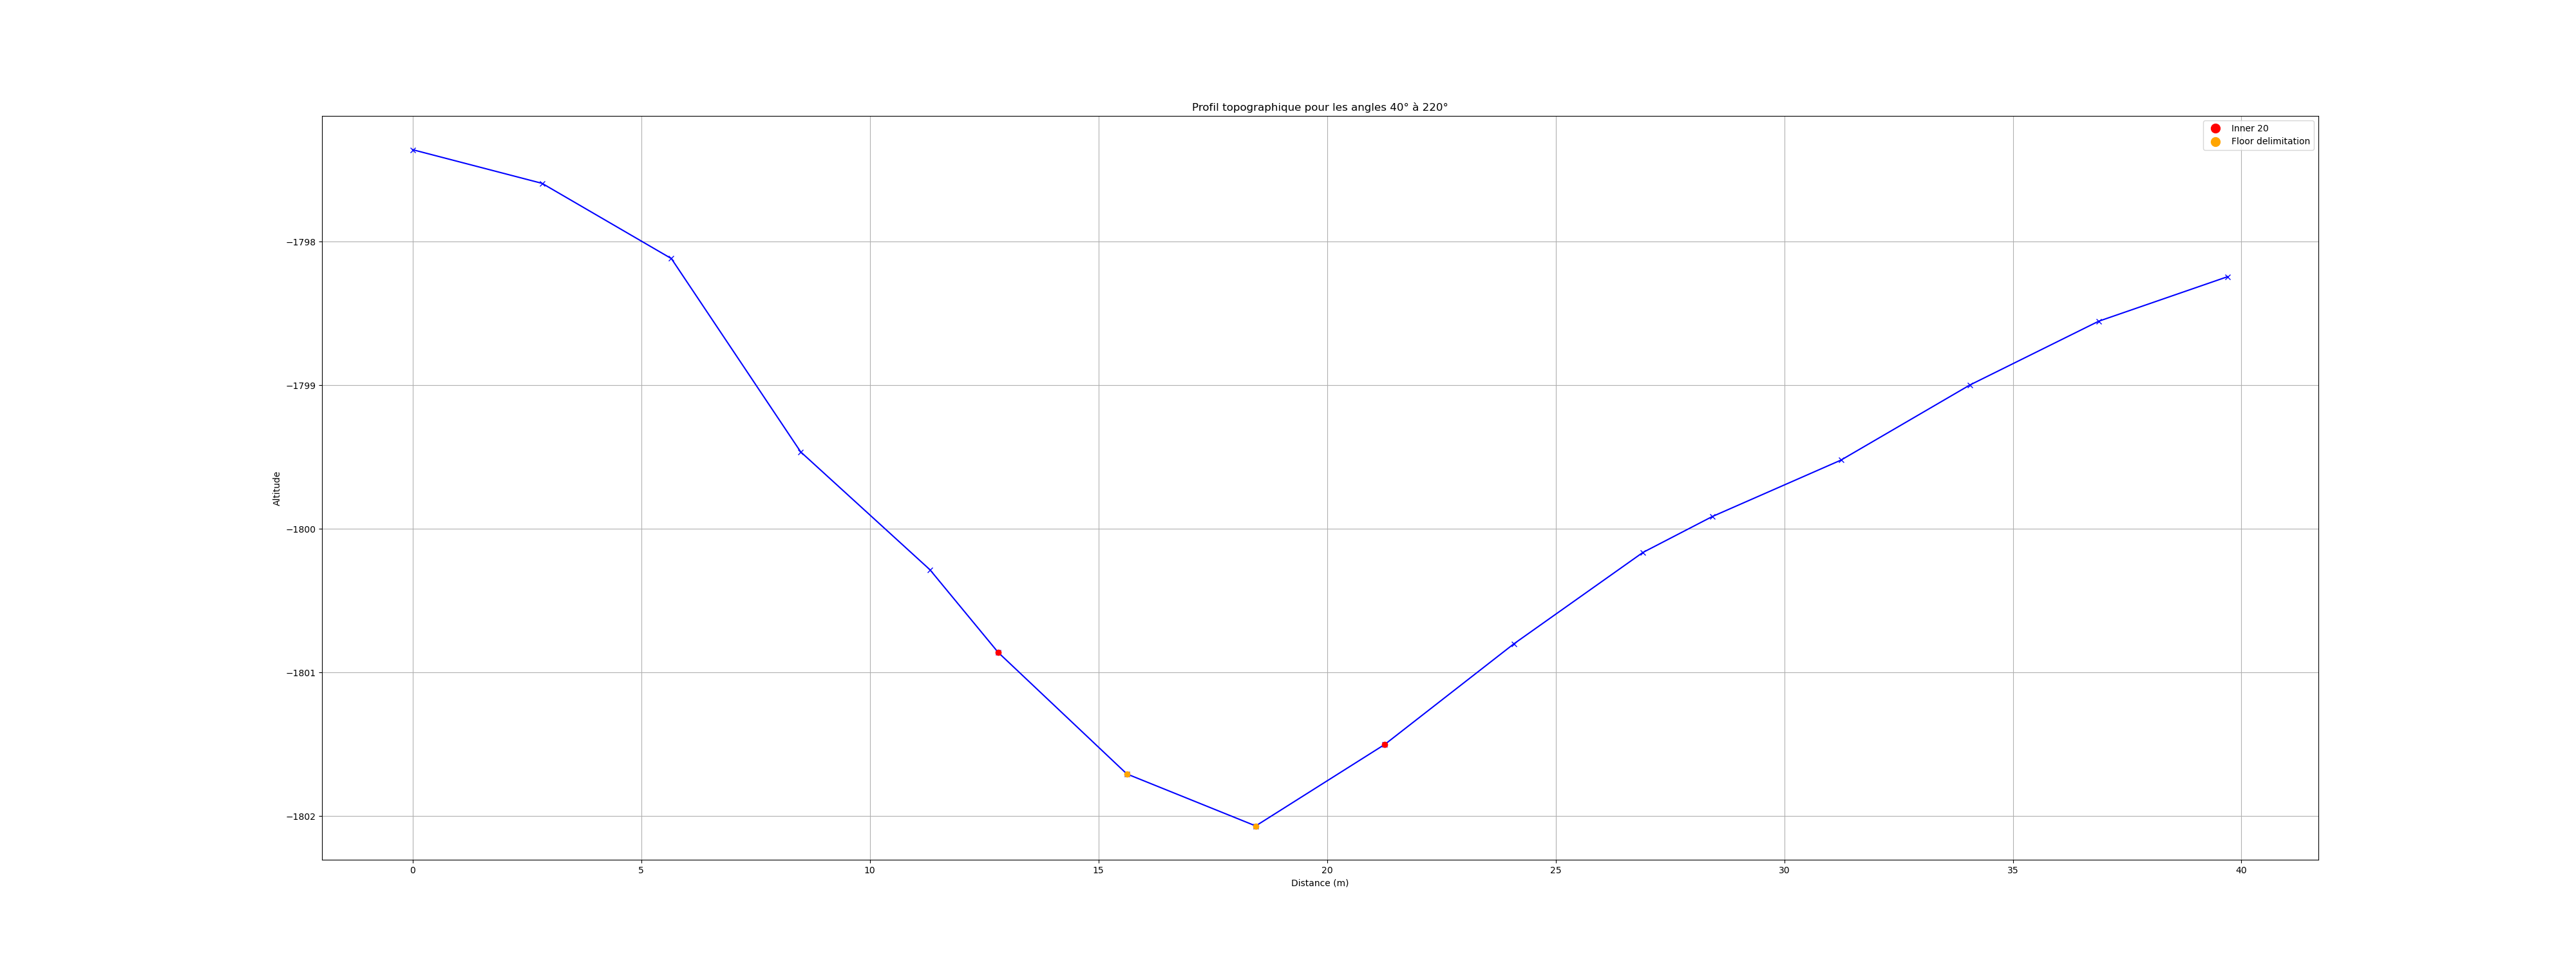 Profil topographique pour les angles 40° à 220°
Inner 20
Floor delimitation
Altitude
−1798
−1799
−1800
−1801
−1802
0 5 10 15 20 25 30 35 40
Distance (m)